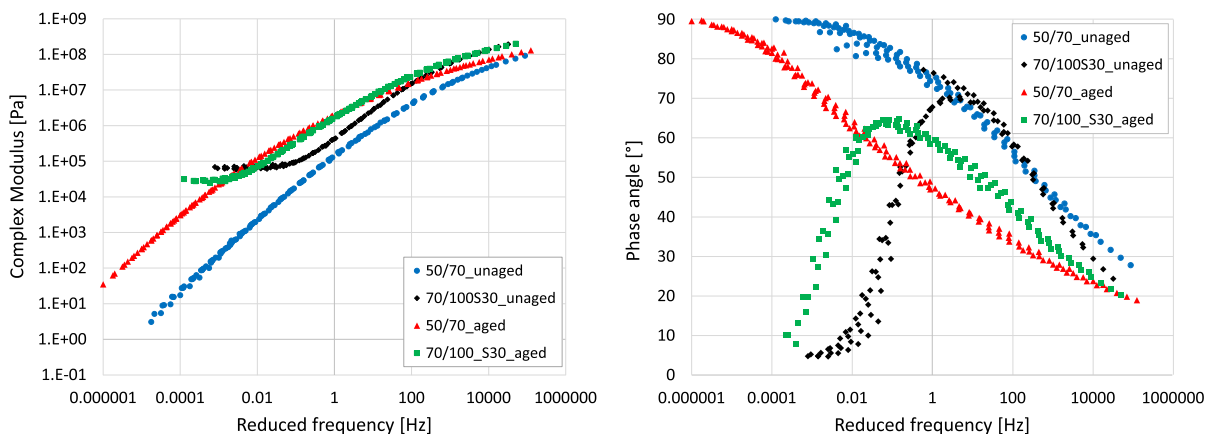 1.E+09
1.E+08
1.E+07
1.E+06
1.E+05
1.E+04
1.E+03
1.E+02
1.E+01
1.E+00
1.E-01
Complex Modulus [Pa]
50/70_unaged
70/100S30_unaged
50/70_aged
70/100_S30_aged
0.000001 0.0001 0.01 1 100 10000 1000000
Reduced frequency [Hz]
90
80
70
60
50
40
30
20
10
0
Phase angle [°]
50/70_unaged
70/100S30_unaged
50/70_aged
70/100_S30_aged
0.000001 0.0001 0.01 1 100 10000 1000000
Reduced frequency [Hz]